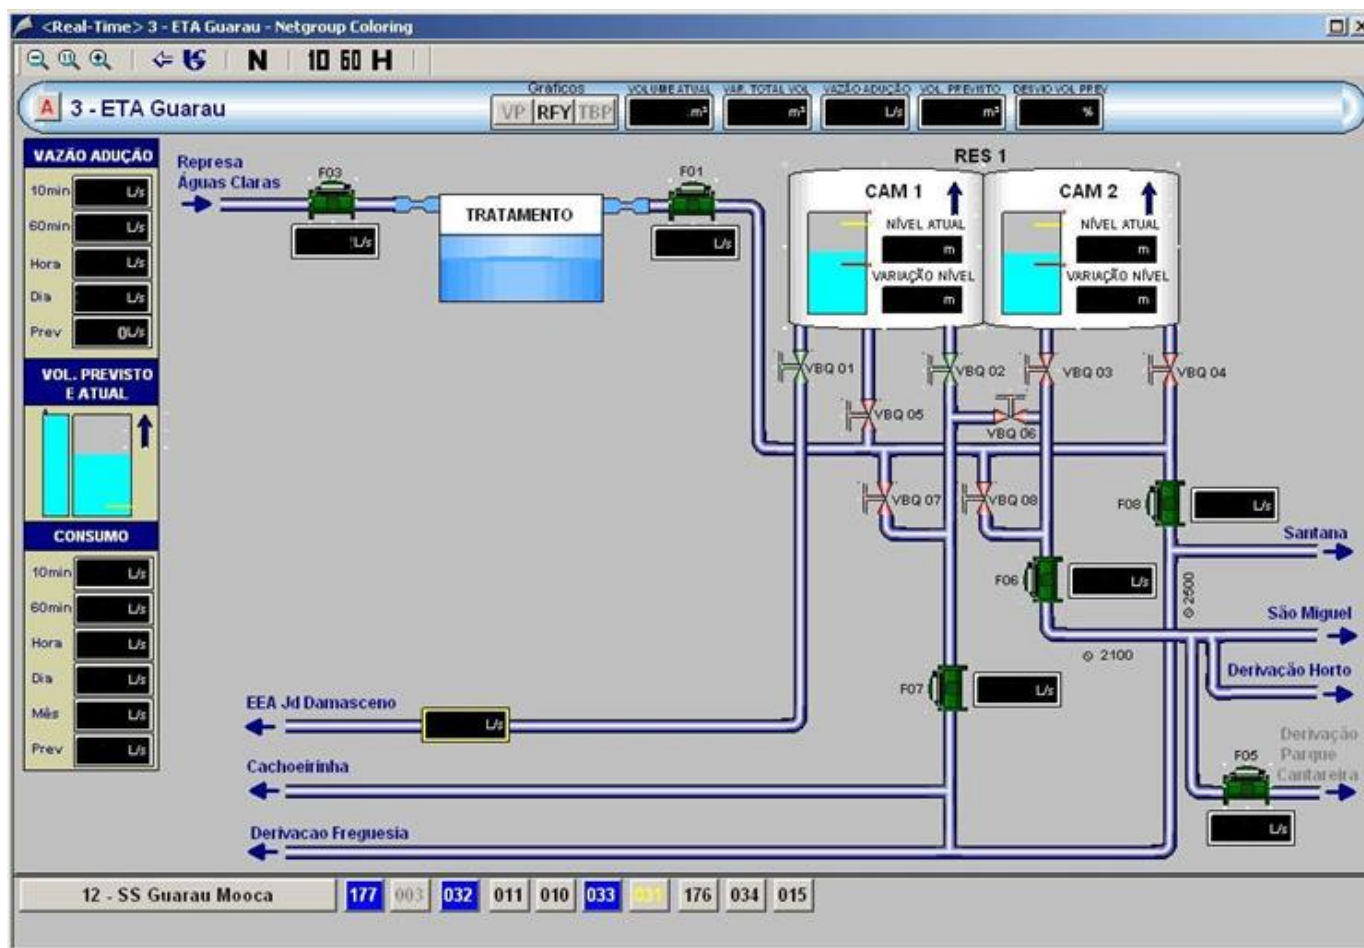 <Real-Time> 3 - ETA Guarau - Netgroup Coloring
N 10 60 H
A 3 - ETA Guarau
Gráficos
VP RFY TBP
VOLUME ATUAL
m³
VAR. TOTAL VOL
m³
VAZÃO ADUÇÃO
L/s
VOL. PREVISTO
m³
DESVIO VOL PREV
%
VAZÃO ADUÇÃO
10min L/s
60min L/s
Hora L/s
Dia L/s
Prev 0L/s
VOL. PREVISTO
E ATUAL
CONSUMO
10min L/s
60min L/s
Hora L/s
Dia L/s
Mês L/s
Prev L/s
Represa
Águas Claras
F03
L/s
TRATAMENTO
F01
L/s
RES 1
CAM 1
NÍVEL ATUAL
m
VARIAÇÃO NÍVEL
m
CAM 2
NÍVEL ATUAL
m
VARIAÇÃO NÍVEL
m
VBQ 01
VBQ 02
VBQ 03
VBQ 04
VBQ 05
VBQ 06
VBQ 07
VBQ 08
F08
L/s
Santana
F06
L/s
⌀ 2500
São Miguel
⌀ 2100
Derivação Horto
F07
L/s
EEA Jd Damasceno
L/s
Derivação
Parque
Cantareira
F05
L/s
Cachoeirinha
Derivacao Freguesia
12 - SS Guarau Mooca 177 003 032 011 010 033 031 176 034 015